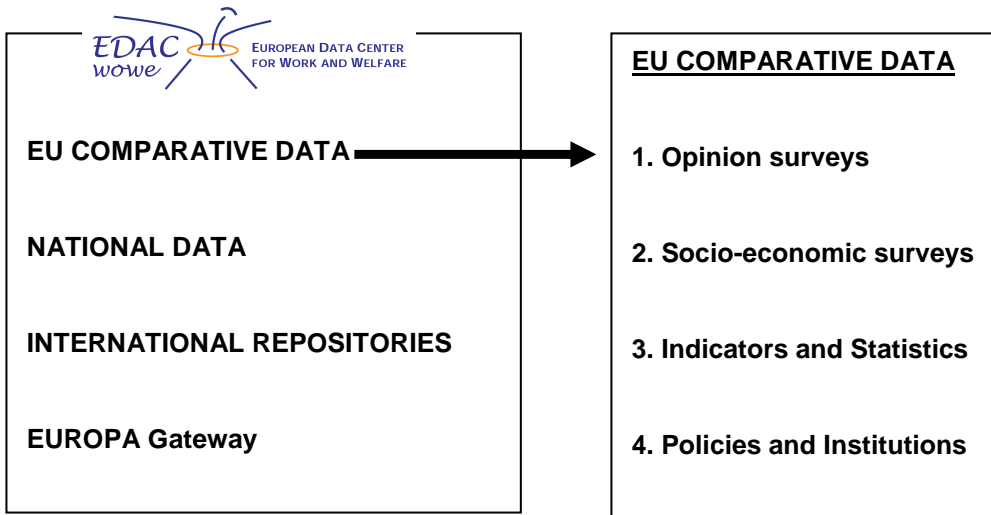 EDAC
wowe
EUROPEAN DATA CENTER
FOR WORK AND WELFARE
EU COMPARATIVE DATA
NATIONAL DATA
INTERNATIONAL REPOSITORIES
EUROPA Gateway
EU COMPARATIVE DATA
1. Opinion surveys
2. Socio-economic surveys
3. Indicators and Statistics
4. Policies and Institutions